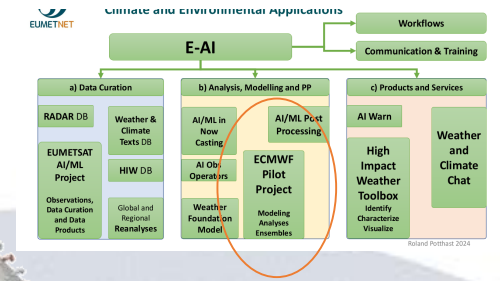 Climate and Environmental Applications
EUMETNET
E-AI
Workflows
Communication & Training
a) Data Curation
RADAR DB
Weather &
Climate
Texts DB
EUMETSAT
AI/ML
Project
Observations,
Data Curation
and Data
Products
HIW DB
Global and
Regional
Reanalyses
b) Analysis, Modelling and PP
AI/ML in
Now
Casting
AI/ML Post
Processing
AI Obs
Operators
ECMWF
Pilot
Project
Modeling
Analyses
Ensembles
Weather
Foundation
Model
c) Products and Services
AI Warn
High
Impact
Weather
Toolbox
Identify
Characterize
Visualize
Weather
and
Climate
Chat
Roland Potthast 2024